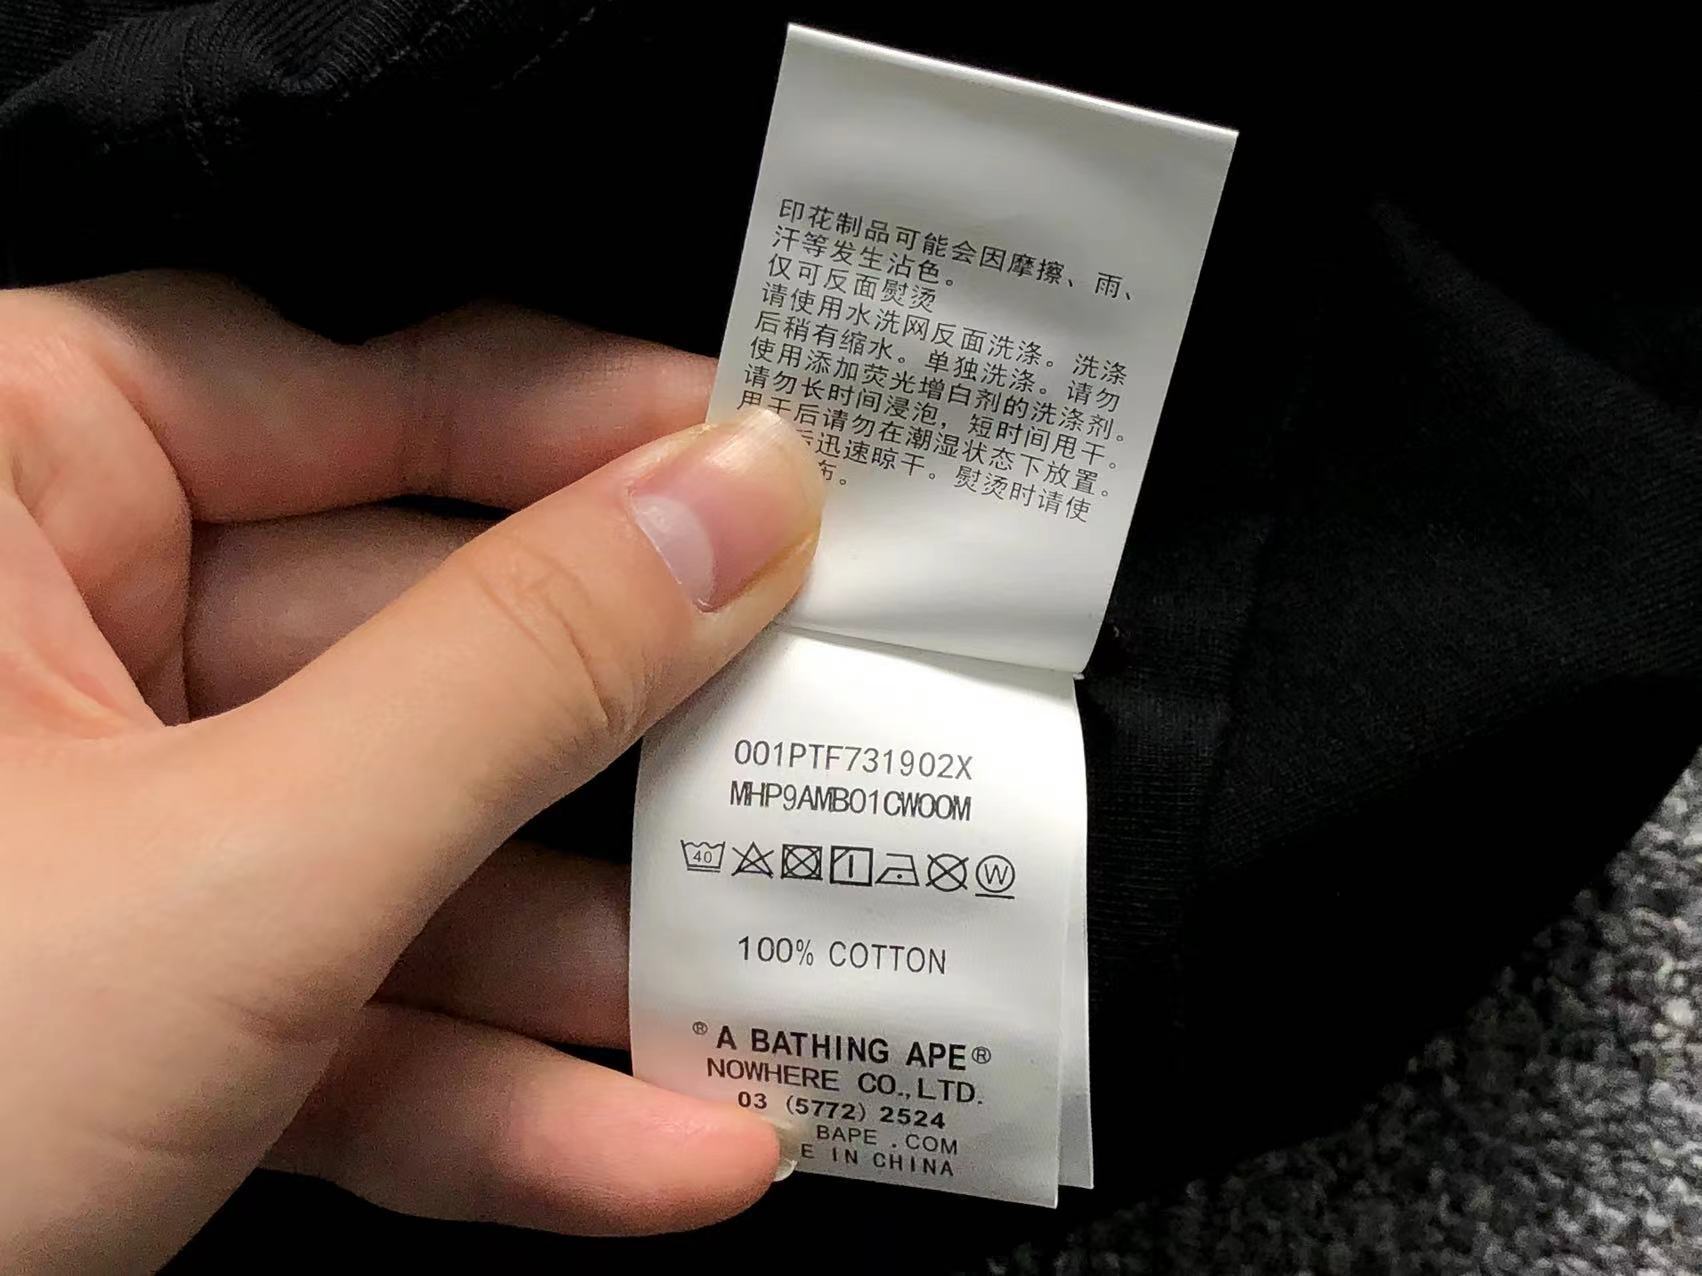 印花制品可能会因摩擦、雨、
汗等发生沾色。
仅可反面熨烫
请使用水洗网反面洗涤。洗涤
后稍有缩水。单独洗涤。请勿
使用添加荧光增白剂的洗涤剂。
请勿长时间浸泡，短时间甩干。
甩干后请勿在潮湿状态下放置。
后迅速晾干。熨烫时请使
布。
001PTF731902X
MHP9AMB01CW00M
40
W
100% COTTON
® A BATHING APE®
NOWHERE CO.,LTD.
03 (5772) 2524
BAPE .COM
E IN CHINA